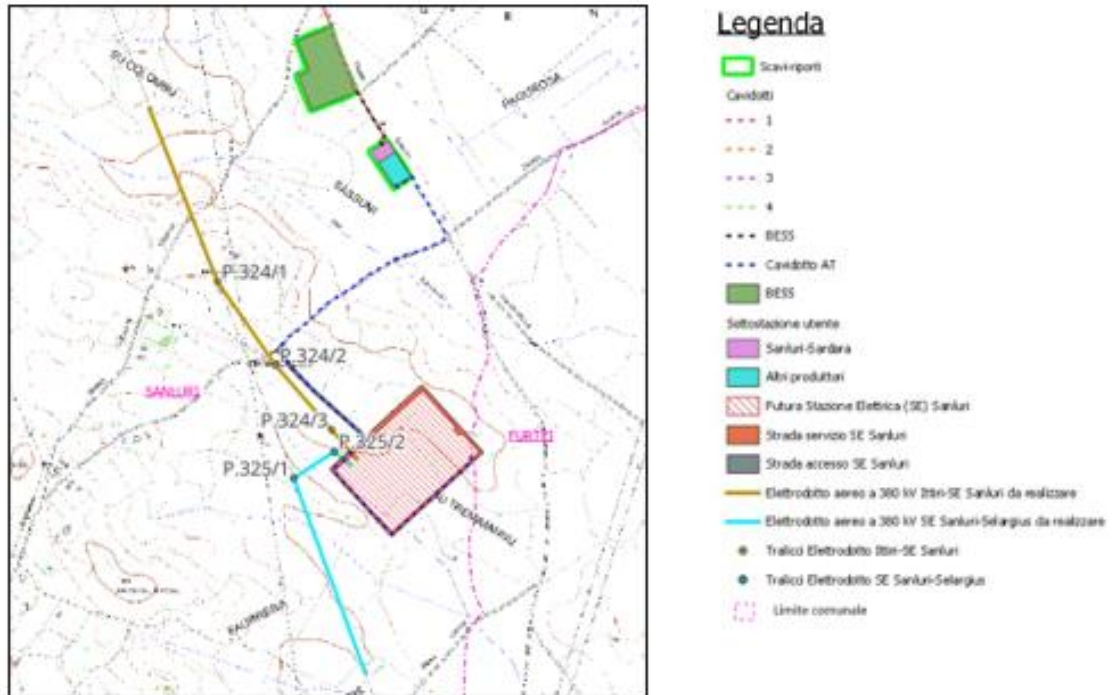 Legenda
Scavi-riporti
Cavidotti
1
2
3
4
BESS
Cavidotto AT
BESS
Sottostazione utente
Sanluri-Sardara
Altri produttori
Futura Stazione Elettrica (SE) Sanluri
Strada servizio SE Sanluri
Strada accesso SE Sanluri
Elettrodotto aereo a 380 kV Ittiri-SE Sanluri da realizzare
Elettrodotto aereo a 380 kV SE Sanluri-Selargius da realizzare
Tralicci Elettrodotto Ittiri-SE Sanluri
Tralicci Elettrodotto SE Sanluri-Selargius
Limite comunale
SASSUNI
P.324/1
P.324/2
SANLURI
P.324/3
P.325/2
FURTEI
P.325/1